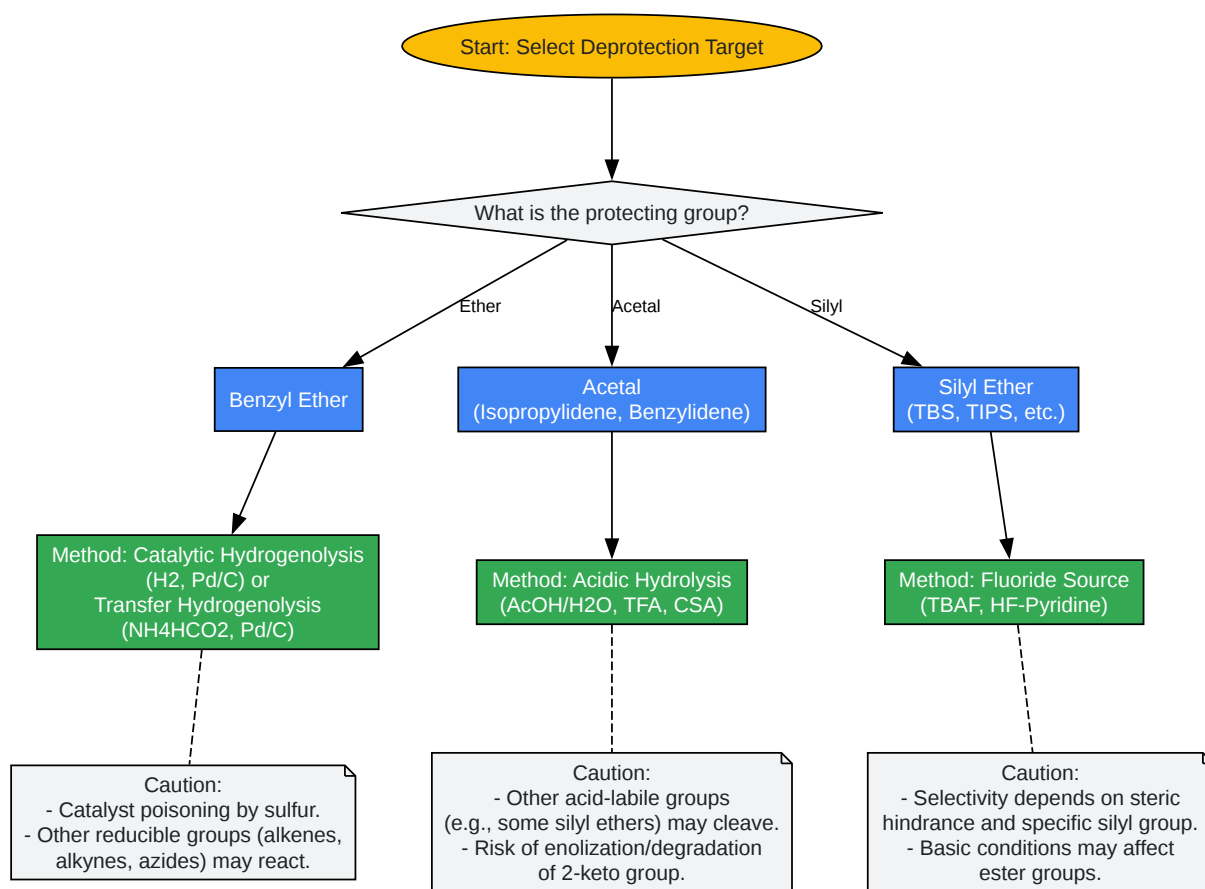 Start: Select Deprotection Target
What is the protecting group?
Ether
Acetal
Silyl
Benzyl Ether
Acetal
(Isopropylidene, Benzylidene)
Silyl Ether
(TBS, TIPS, etc.)
Method: Catalytic Hydrogenolysis
(H2, Pd/C) or
Transfer Hydrogenolysis
(NH4HCO2, Pd/C)
Method: Acidic Hydrolysis
(AcOH/H2O, TFA, CSA)
Method: Fluoride Source
(TBAF, HF-Pyridine)
Caution:
- Catalyst poisoning by sulfur.
- Other reducible groups (alkenes,
alkynes, azides) may react.
Caution:
- Other acid-labile groups
(e.g., some silyl ethers) may cleave.
- Risk of enolization/degradation
of 2-keto group.
Caution:
- Selectivity depends on steric
hindrance and specific silyl group.
- Basic conditions may affect
ester groups.